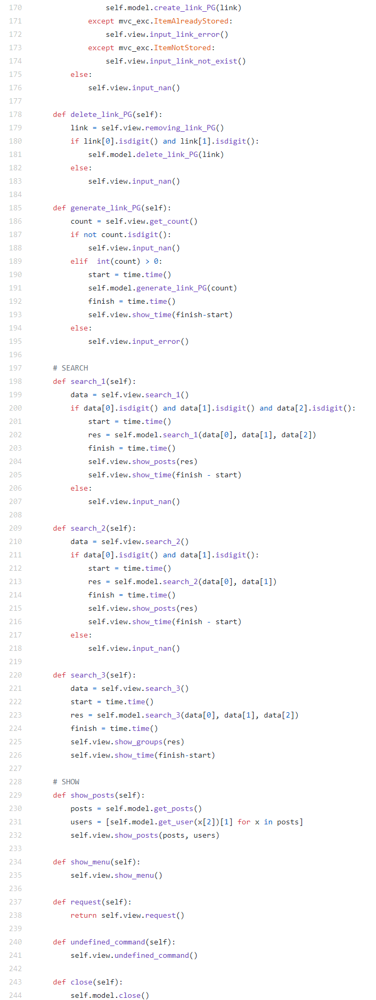 170                    self.model.create_link_PG(link)
171                except mvc_exc.ItemAlreadyStored:
172                    self.view.input_link_error()
173                except mvc_exc.ItemNotStored:
174                    self.view.input_link_not_exist()
175            else:
176                self.view.input_nan()
177
178        def delete_link_PG(self):
179            link = self.view.removing_link_PG()
180            if link[0].isdigit() and link[1].isdigit():
181                self.model.delete_link_PG(link)
182            else:
183                self.view.input_nan()
184
185        def generate_link_PG(self):
186            count = self.view.get_count()
187            if not count.isdigit():
188                self.view.input_nan()
189            elif  int(count) > 0:
190                start = time.time()
191                self.model.generate_link_PG(count)
192                finish = time.time()
193                self.view.show_time(finish-start)
194            else:
195                self.view.input_error()
196
197        # SEARCH
198        def search_1(self):
199            data = self.view.search_1()
200            if data[0].isdigit() and data[1].isdigit() and data[2].isdigit():
201                start = time.time()
202                res = self.model.search_1(data[0], data[1], data[2])
203                finish = time.time()
204                self.view.show_posts(res)
205                self.view.show_time(finish - start)
206            else:
207                self.view.input_nan()
208
209        def search_2(self):
210            data = self.view.search_2()
211            if data[0].isdigit() and data[1].isdigit():
212                start = time.time()
213                res = self.model.search_2(data[0], data[1])
214                finish = time.time()
215                self.view.show_posts(res)
216                self.view.show_time(finish - start)
217            else:
218                self.view.input_nan()
219
220        def search_3(self):
221            data = self.view.search_3()
222            start = time.time()
223            res = self.model.search_3(data[0], data[1], data[2])
224            finish = time.time()
225            self.view.show_groups(res)
226            self.view.show_time(finish-start)
227
228        # SHOW
229        def show_posts(self):
230            posts = self.model.get_posts()
231            users = [self.model.get_user(x[2])[1] for x in posts]
232            self.view.show_posts(posts, users)
233
234        def show_menu(self):
235            self.view.show_menu()
236
237        def request(self):
238            return self.view.request()
239
240        def undefined_command(self):
241            self.view.undefined_command()
242
243        def close(self):
244            self.model.close()